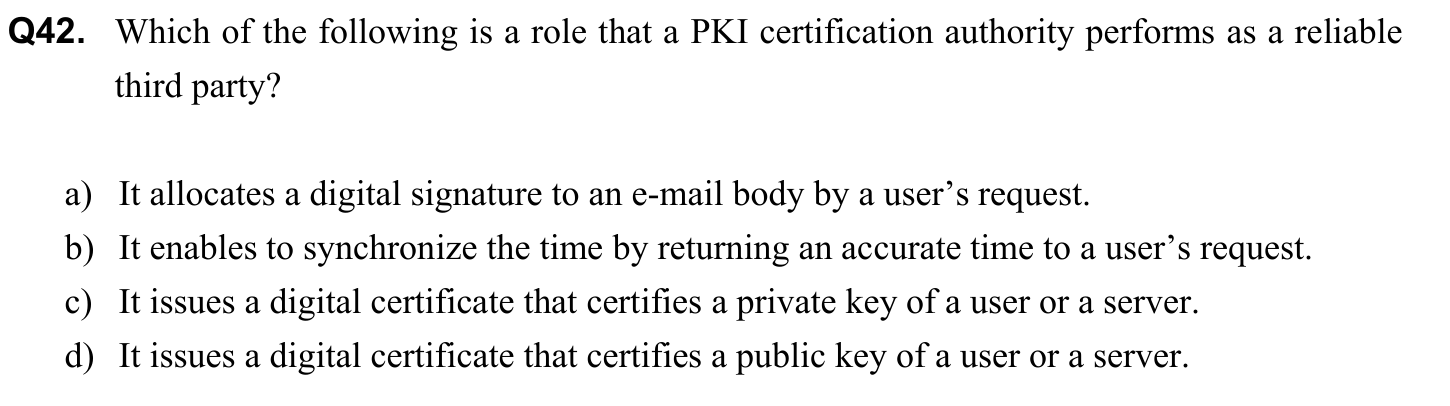 Q42. Which of the following is a role that a PKI certification authority performs as a reliable
third party?
a) It allocates a digital signature to an e-mail body by a user’s request.
b) It enables to synchronize the time by returning an accurate time to a user’s request.
c) It issues a digital certificate that certifies a private key of a user or a server.
d) It issues a digital certificate that certifies a public key of a user or a server.